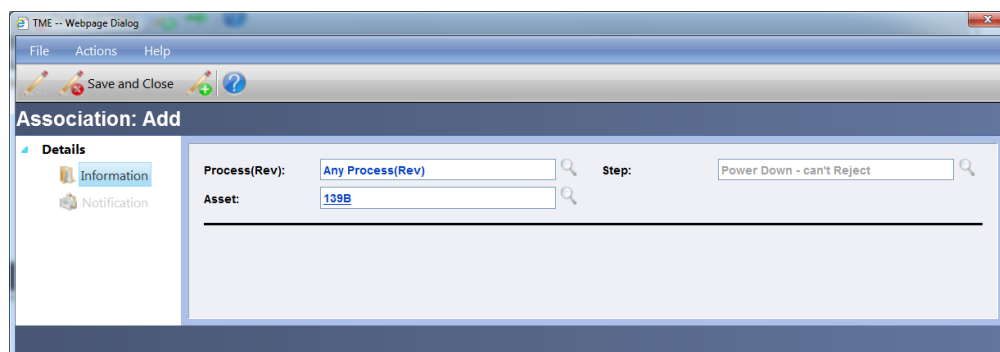 TME -- Webpage Dialog
File Actions Help
Save and Close
Association: Add
Details
Information
Notification
Process(Rev): Any Process(Rev) Step: Power Down - can't Reject
Asset: 139B